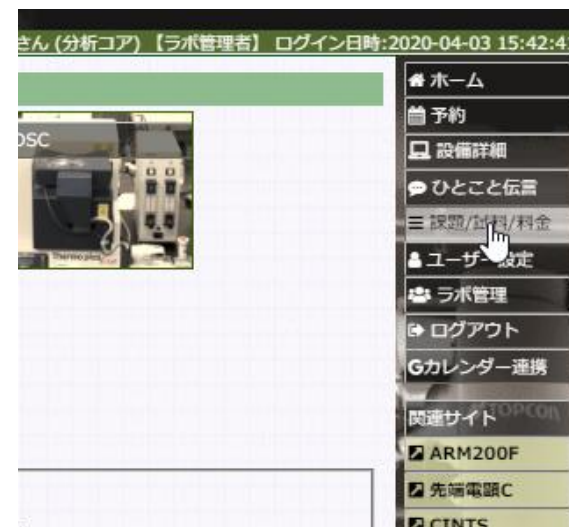 さん (分析コア) 【ラボ管理者】 ログイン日時:2020-04-03 15:42:4
ホーム
予約
DSC
設備詳細
ひとこと伝言
課題/試料/料金
ユーザー設定
ラボ管理
ログアウト
Gカレンダー連携
関連サイト
TOPCON
ARM200F
先端電顕C
CINTS